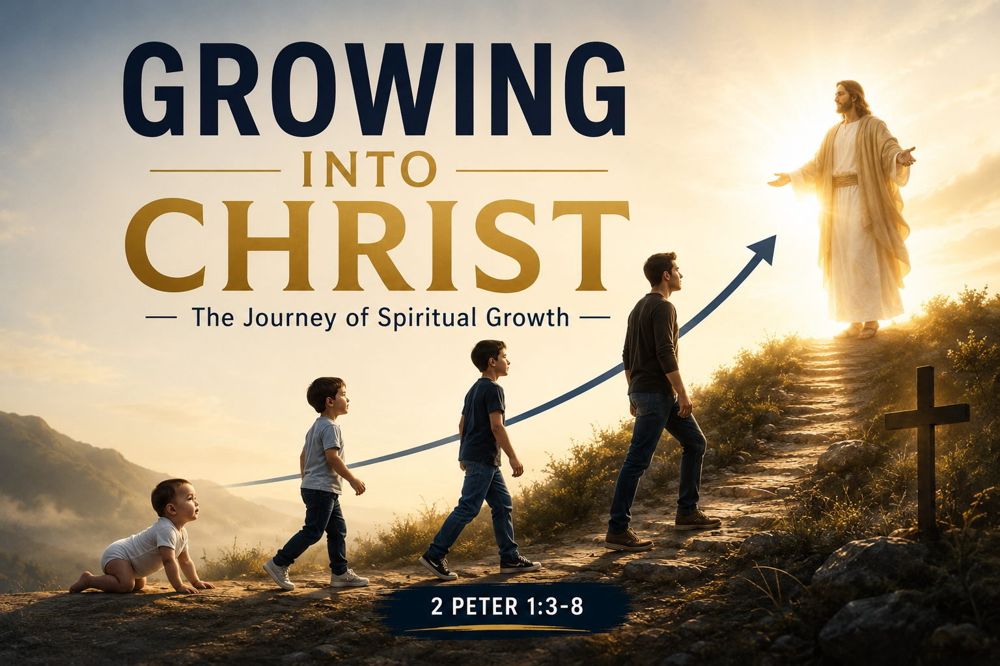 GROWING
INTO
CHRIST
The Journey of Spiritual Growth
2 PETER 1:3-8